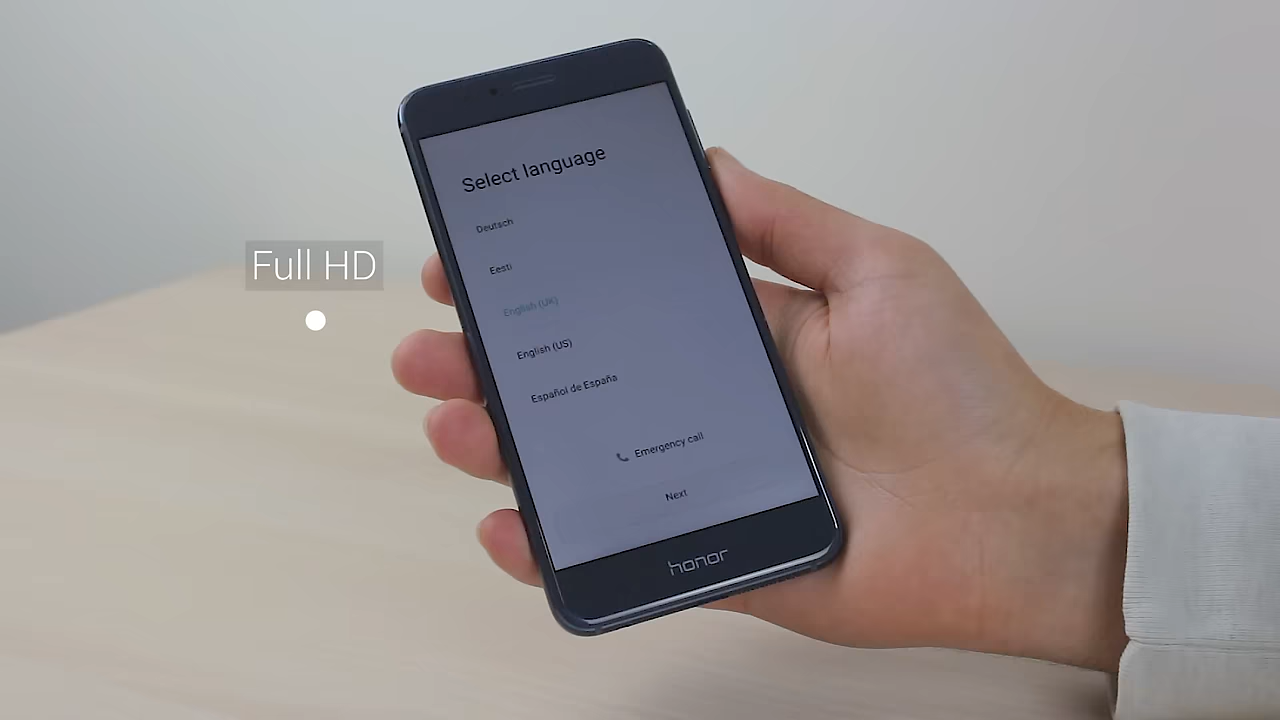 Full HD
Select language
Deutsch
Eesti
English (UK)
English (US)
Español de España
Emergency call
Next
honor